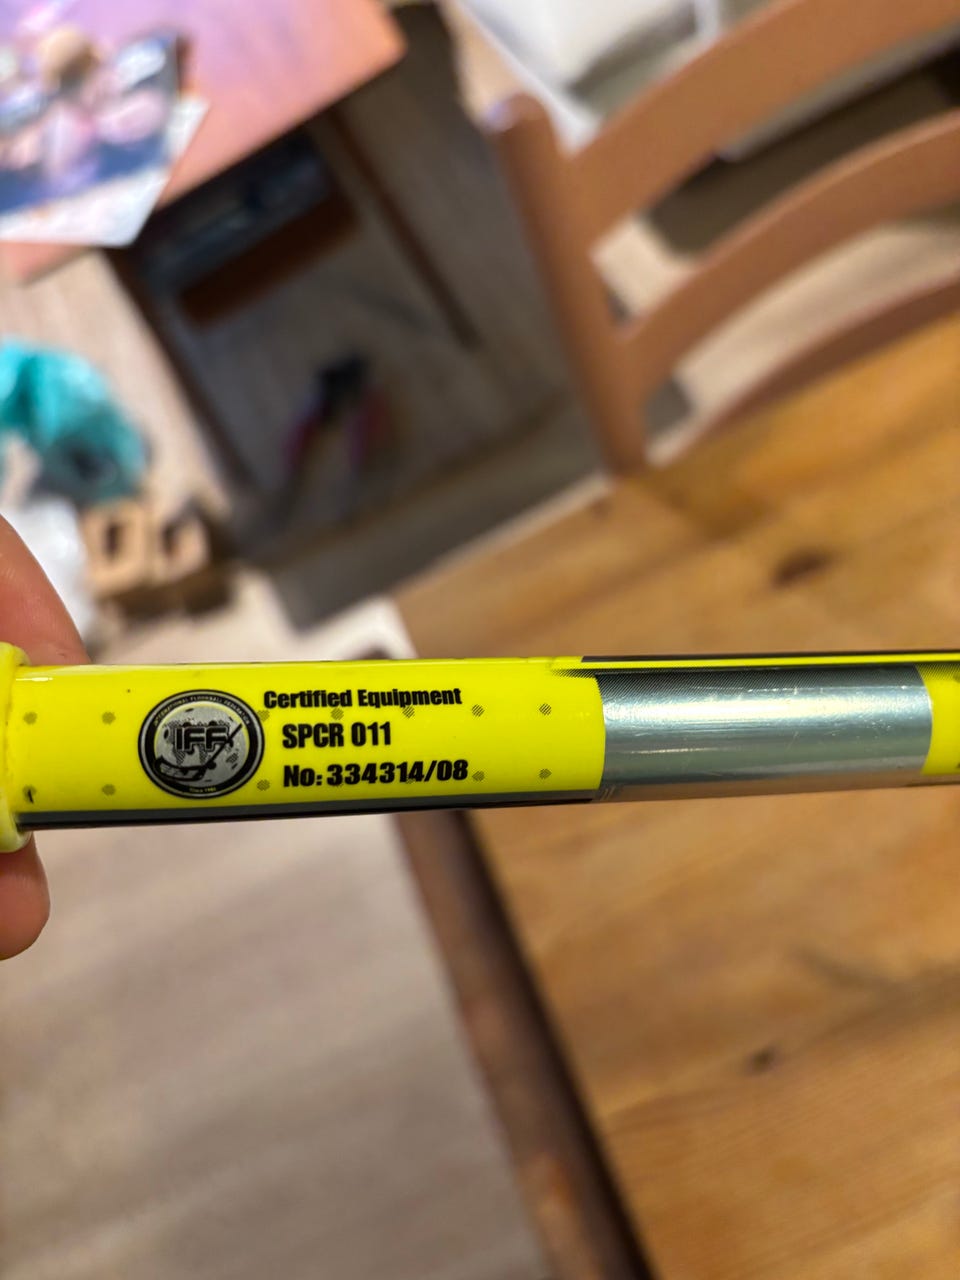 Certified Equipment
IFF
SPCR 011
No: 334314/08